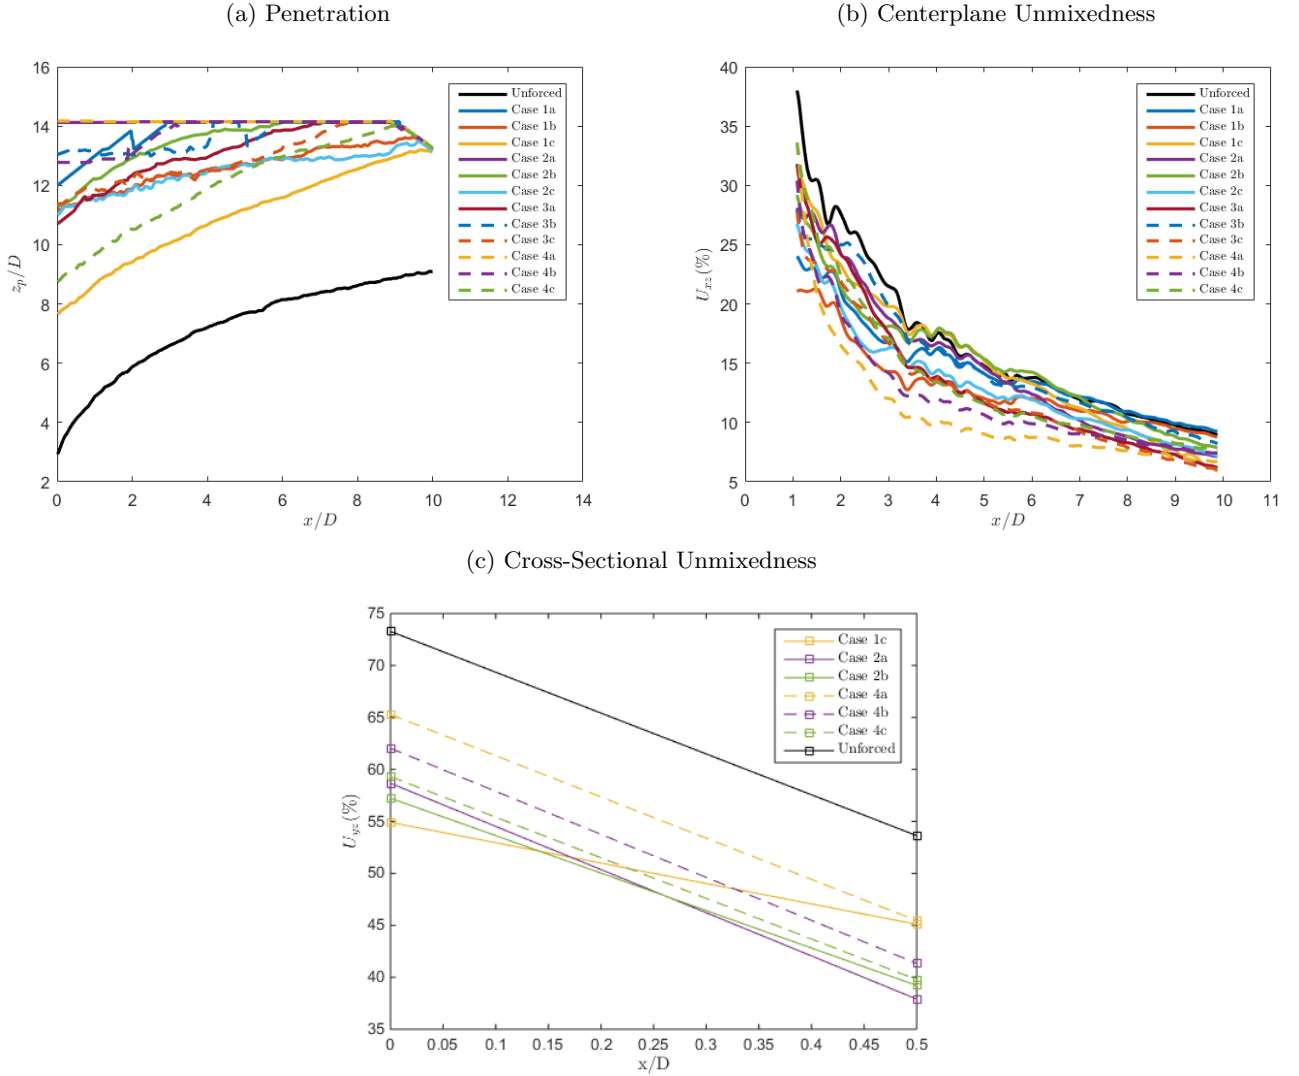 (a) Penetration
16
14
12
10
8
6
4
2
z_p/D
0
2
4
6
8
10
12
14
x/D
Unforced
Case 1a
Case 1b
Case 1c
Case 2a
Case 2b
Case 2c
Case 3a
Case 3b
Case 3c
Case 4a
Case 4b
Case 4c
(b) Centerplane Unmixedness
40
35
30
25
20
15
10
5
U_{xz}(%)
0
1
2
3
4
5
6
7
8
9
10
11
x/D
Unforced
Case 1a
Case 1b
Case 1c
Case 2a
Case 2b
Case 2c
Case 3a
Case 3b
Case 3c
Case 4a
Case 4b
Case 4c
(c) Cross-Sectional Unmixedness
75
70
65
60
55
50
45
40
35
U_{yz}(%)
0
0.05
0.1
0.15
0.2
0.25
0.3
0.35
0.4
0.45
0.5
x/D
Case 1c
Case 2a
Case 2b
Case 4a
Case 4b
Case 4c
Unforced